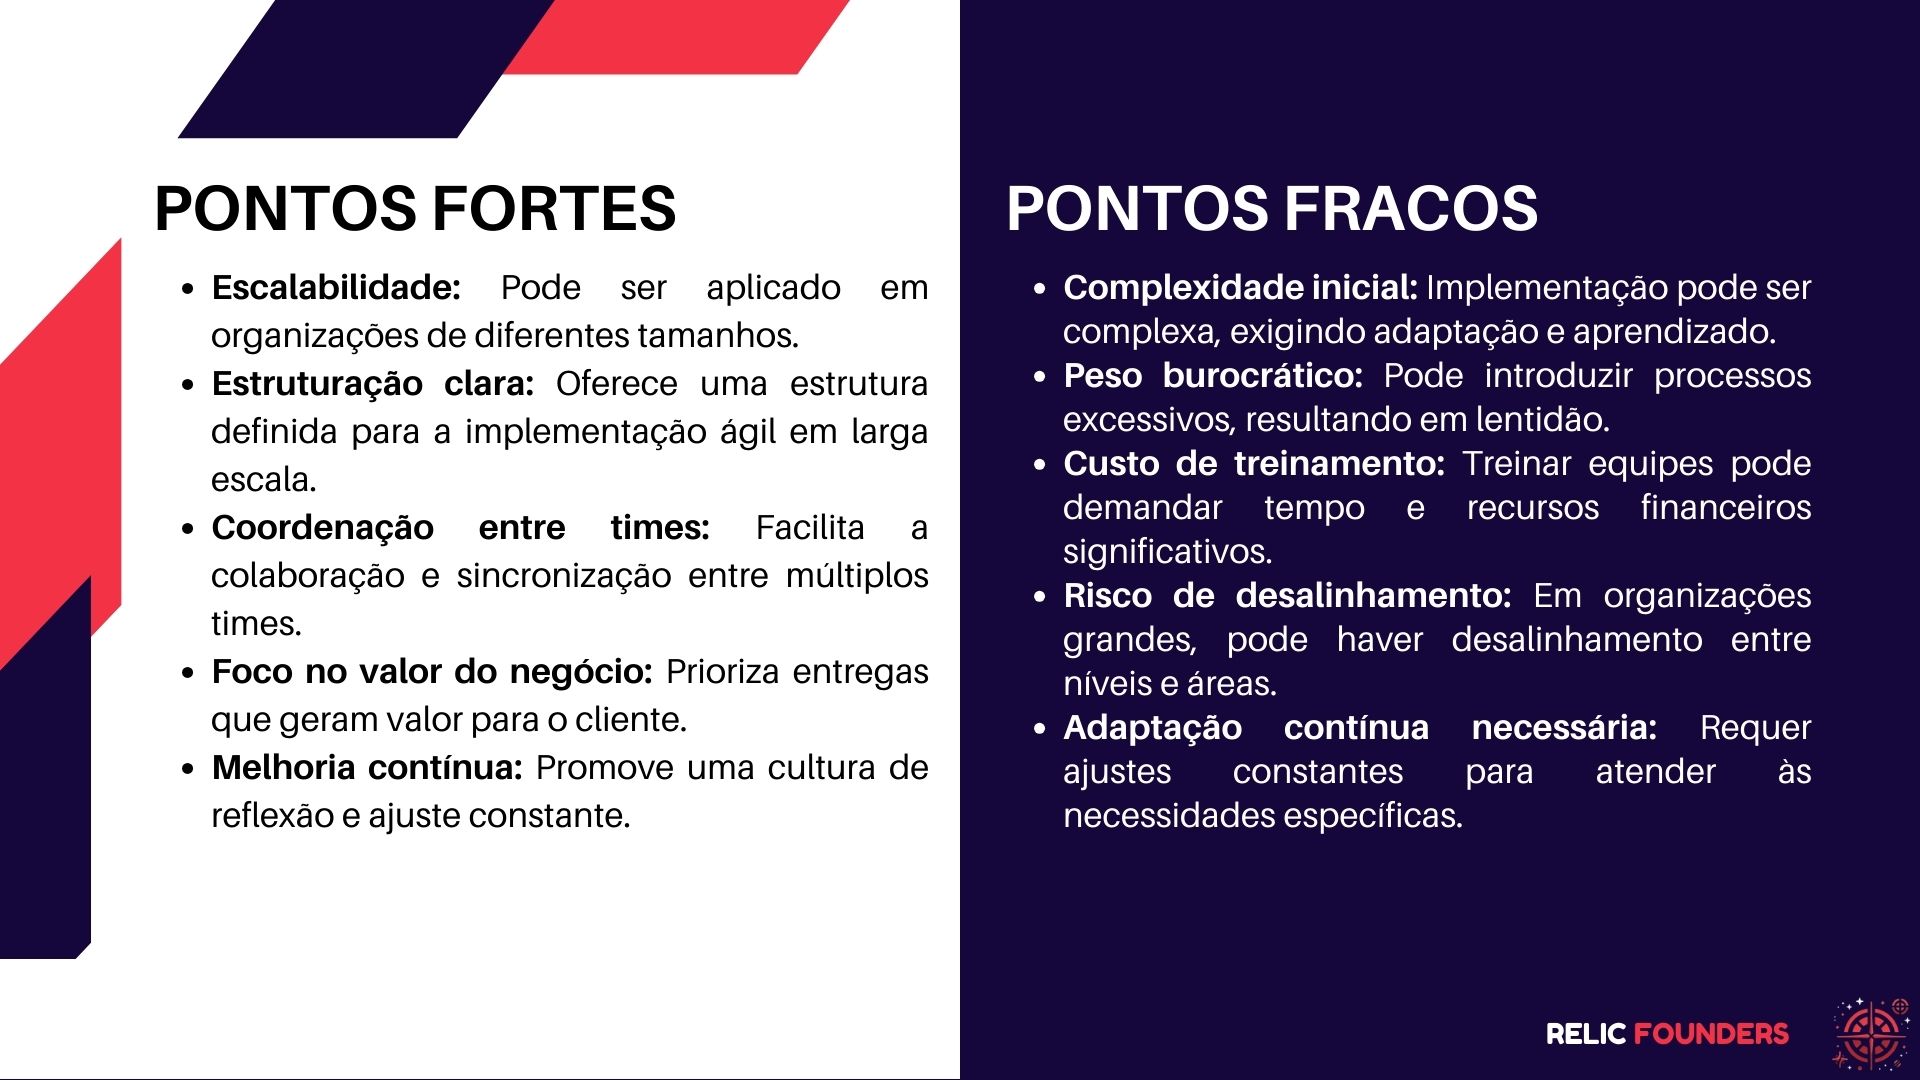 PONTOS FORTES
• Escalabilidade: Pode ser aplicado em
organizações de diferentes tamanhos.
• Estruturação clara: Oferece uma estrutura
definida para a implementação ágil em larga
escala.
• Coordenação entre times: Facilita a
colaboração e sincronização entre múltiplos
times.
• Foco no valor do negócio: Prioriza entregas
que geram valor para o cliente.
• Melhoria contínua: Promove uma cultura de
reflexão e ajuste constante.
PONTOS FRACOS
• Complexidade inicial: Implementação pode ser
complexa, exigindo adaptação e aprendizado.
• Peso burocrático: Pode introduzir processos
excessivos, resultando em lentidão.
• Custo de treinamento: Treinar equipes pode
demandar tempo e recursos financeiros
significativos.
• Risco de desalinhamento: Em organizações
grandes, pode haver desalinhamento entre
níveis e áreas.
• Adaptação contínua necessária: Requer
ajustes constantes para atender às
necessidades específicas.
RELIC FOUNDERS